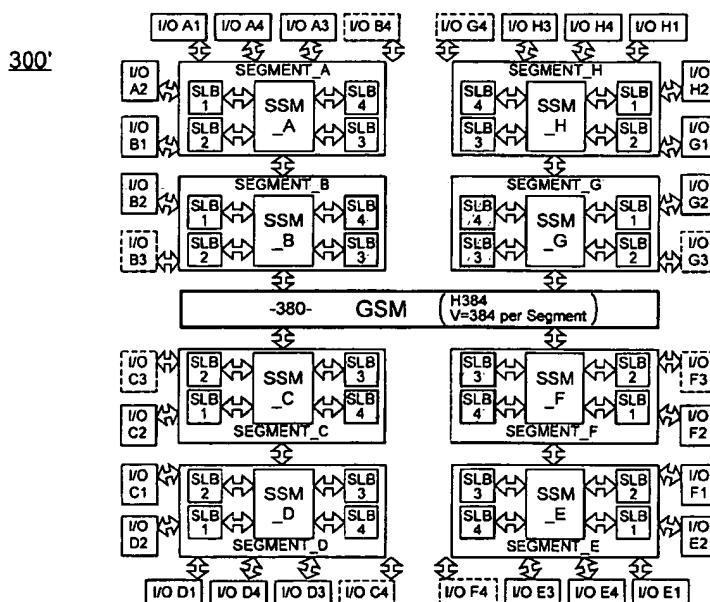 300'
I/O A1 I/O A4 I/O A3 I/O B4 I/O G4 I/O H3 I/O H4 I/O H1
I/O A2
I/O B1
SEGMENT_A
SLB 1
SLB 2
SSM _A
SLB 4
SLB 3
SEGMENT_H
SLB 4
SLB 3
SSM _H
SLB 1
SLB 2
I/O H2
I/O G1
I/O B2
I/O B3
SEGMENT_B
SLB 1
SLB 2
SSM _B
SLB 4
SLB 3
SEGMENT_G
SLB 4
SLB 3
SSM _G
SLB 1
SLB 2
I/O G2
I/O G3
-380- GSM (H384 V=384 per Segment)
I/O C3
I/O C2
SLB 2
SLB 1
SSM _C
SLB 3
SLB 4
SEGMENT_C
SLB 3
SLB 4
SSM _F
SLB 2
SLB 1
SEGMENT_F
I/O F3
I/O F2
I/O C1
I/O D2
SLB 2
SLB 1
SSM _D
SLB 3
SLB 4
SEGMENT_D
SLB 3
SLB 4
SSM _E
SLB 2
SLB 1
SEGMENT_E
I/O F1
I/O E2
I/O D1 I/O D4 I/O D3 I/O C4 I/O F4 I/O E3 I/O E4 I/O E1